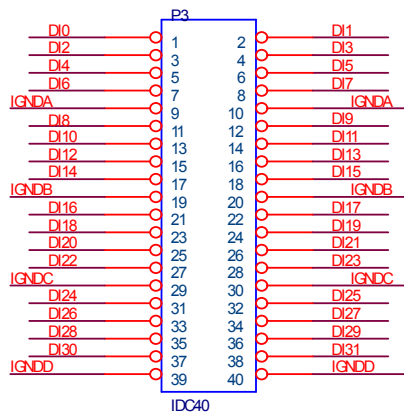 P3
DI0 1 2 DI1
DI2 3 4 DI3
DI4 5 6 DI5
DI6 7 8 DI7
IGNDA 9 10 IGNDA
DI8 11 12 DI9
DI10 13 14 DI11
DI12 15 16 DI13
DI14 17 18 DI15
IGNDB 19 20 IGNDB
DI16 21 22 DI17
DI18 23 24 DI19
DI20 25 26 DI21
DI22 27 28 DI23
IGNDC 29 30 IGNDC
DI24 31 32 DI25
DI26 33 34 DI27
DI28 35 36 DI29
DI30 37 38 DI31
IGNDD 39 40 IGNDD
IDC40